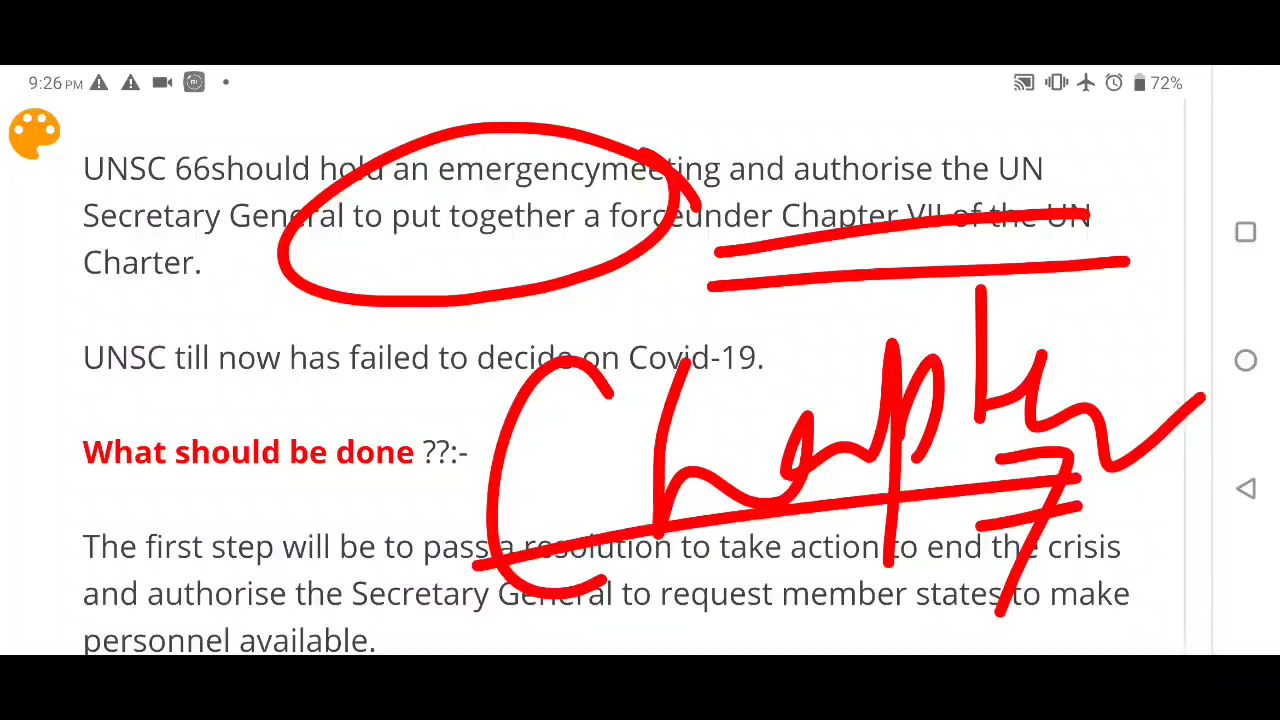 9:26 PM
72%
UNSC 66should hold an emergencymeeting and authorise the UN
Secretary General to put together a forceunder Chapter VII of the UN
Charter.
UNSC till now has failed to decide on Covid-19.
Chapter
7
What should be done ??:-
The first step will be to pass a resolution to take action to end the crisis
and authorise the Secretary General to request member states to make
personnel available.